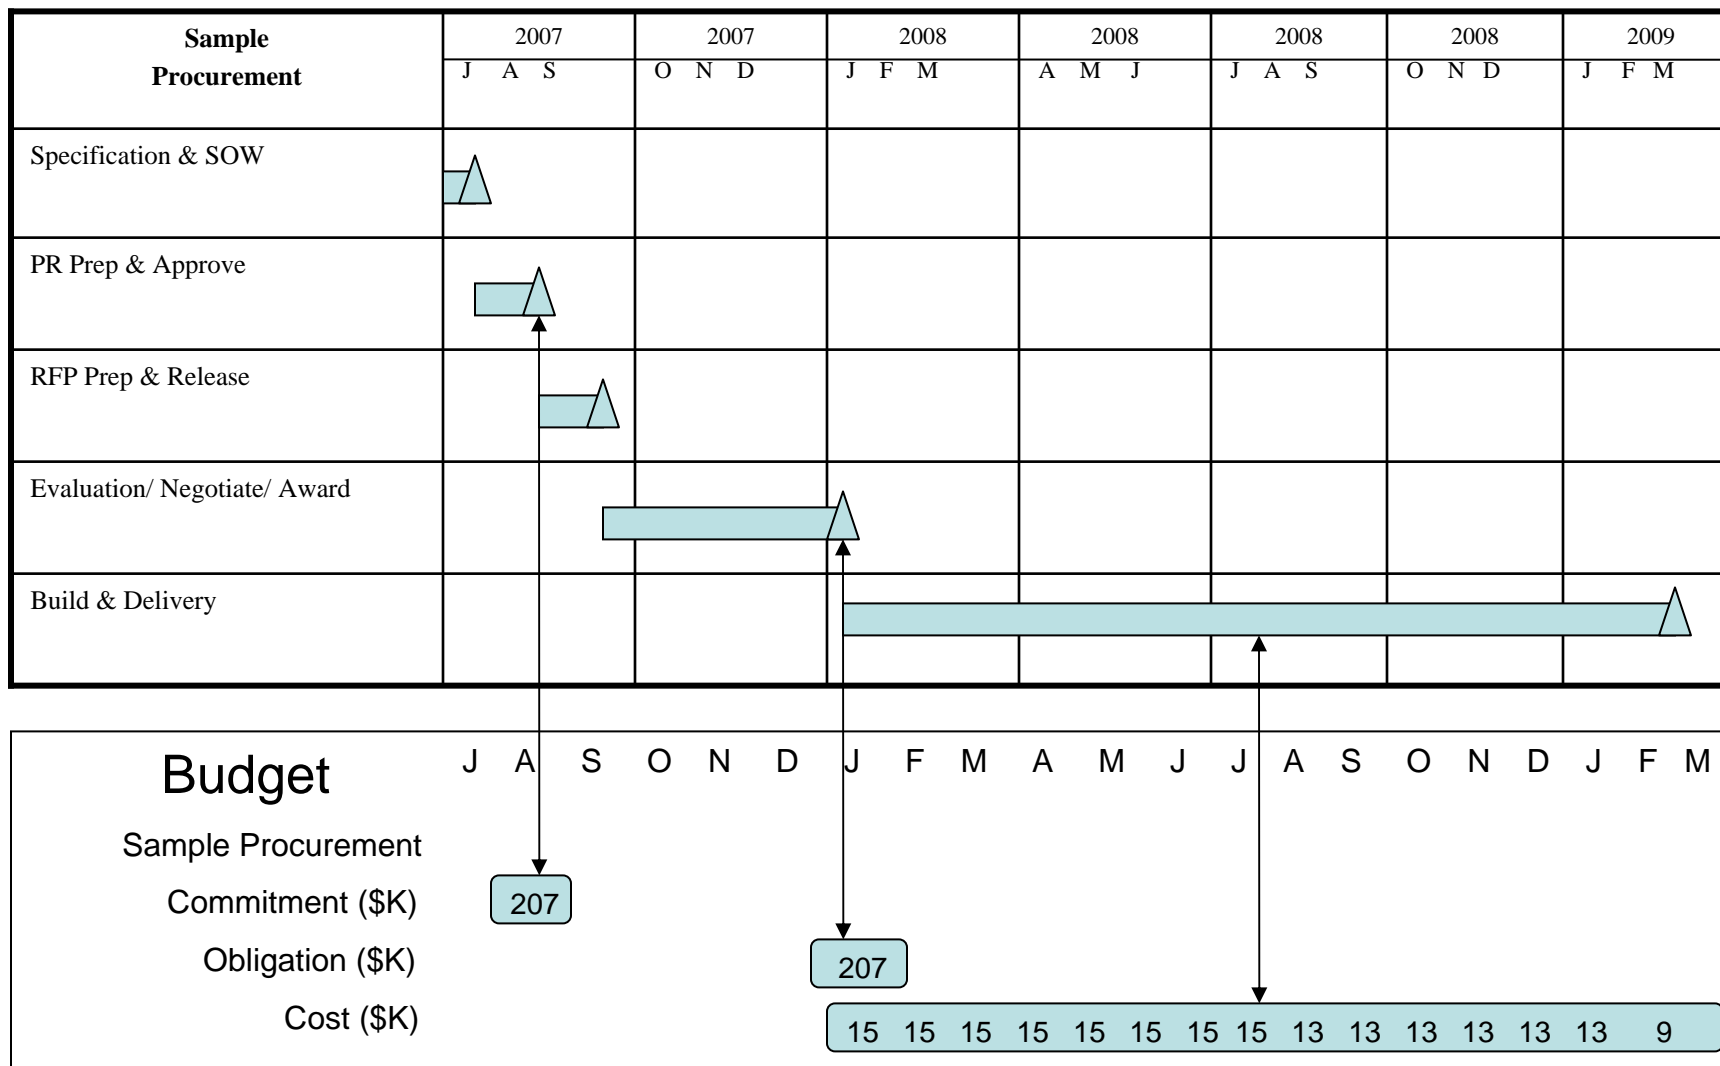 Sample 2007 2007 2008 2008 2008 2008 2009
Procurement J A S O N D J F M A M J J A S O N D J F M
Specification & SOW
PR Prep & Approve
RFP Prep & Release
Evaluation/ Negotiate/ Award
Build & Delivery
Budget J A S O N D J F M A M J J A S O N D J F M
Sample Procurement
Commitment ($K) 207
Obligation ($K) 207
Cost ($K) 15 15 15 15 15 15 15 15 13 13 13 13 13 13 9